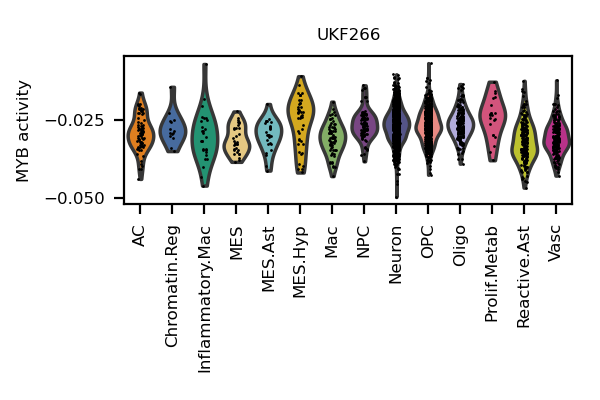 UKF266
MYB activity
−0.025
−0.050
AC
Chromatin.Reg
Inflammatory.Mac
MES
MES.Ast
MES.Hyp
Mac
NPC
Neuron
OPC
Oligo
Prolif.Metab
Reactive.Ast
Vasc